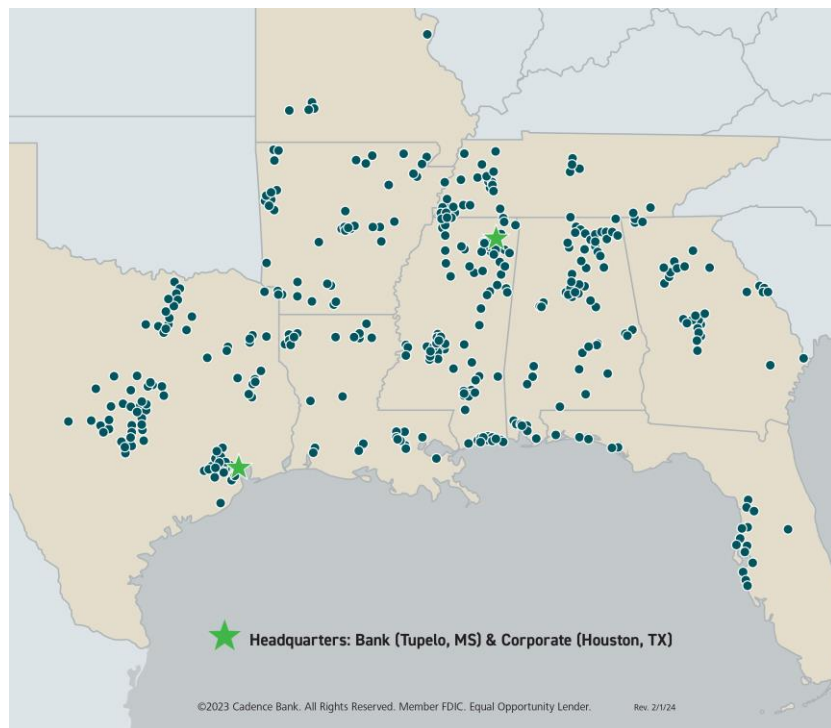 Headquarters: Bank (Tupelo, MS) & Corporate (Houston, TX)
©2023 Cadence Bank. All Rights Reserved. Member FDIC. Equal Opportunity Lender. Rev. 2/1/24